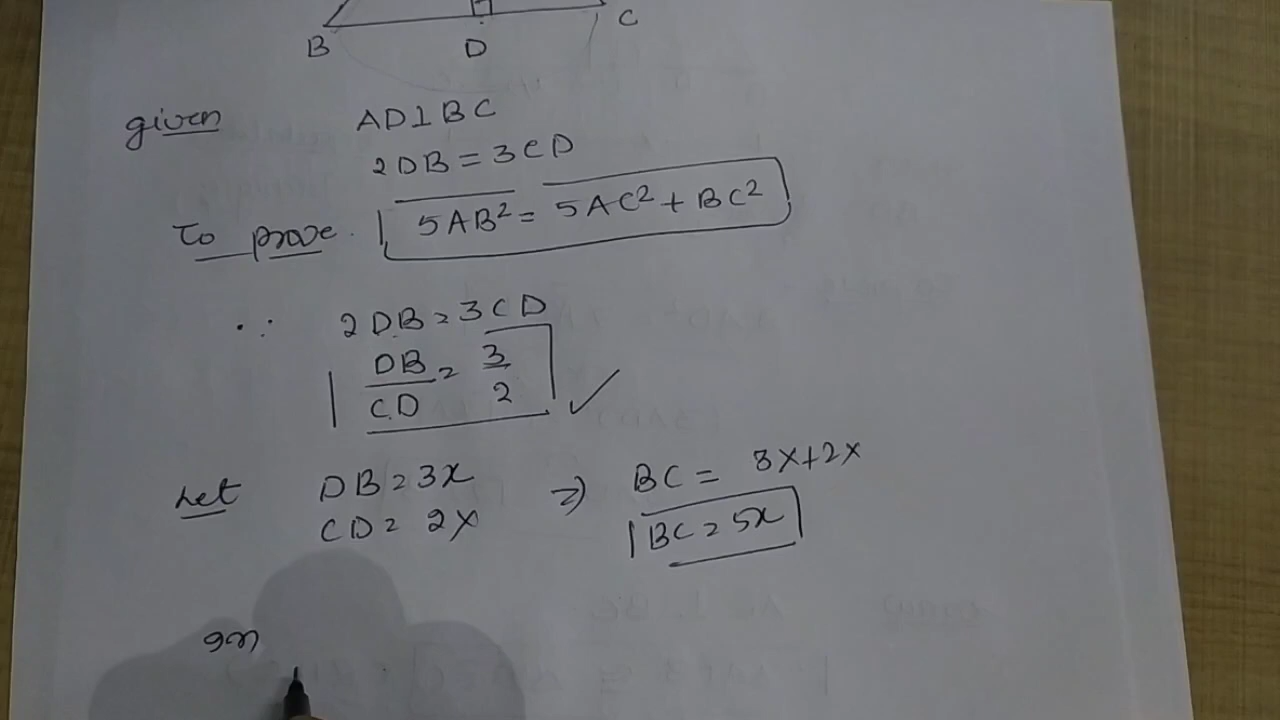 B D C
given AD⊥BC
2DB = 3CD
To prove. 5AB² = 5AC² + BC²
∵ 2DB = 3CD
DB/CD = 3/2 ✓
Let DB = 3x ⇒ BC = 3x+2x
CD = 2x BC = 5x
In